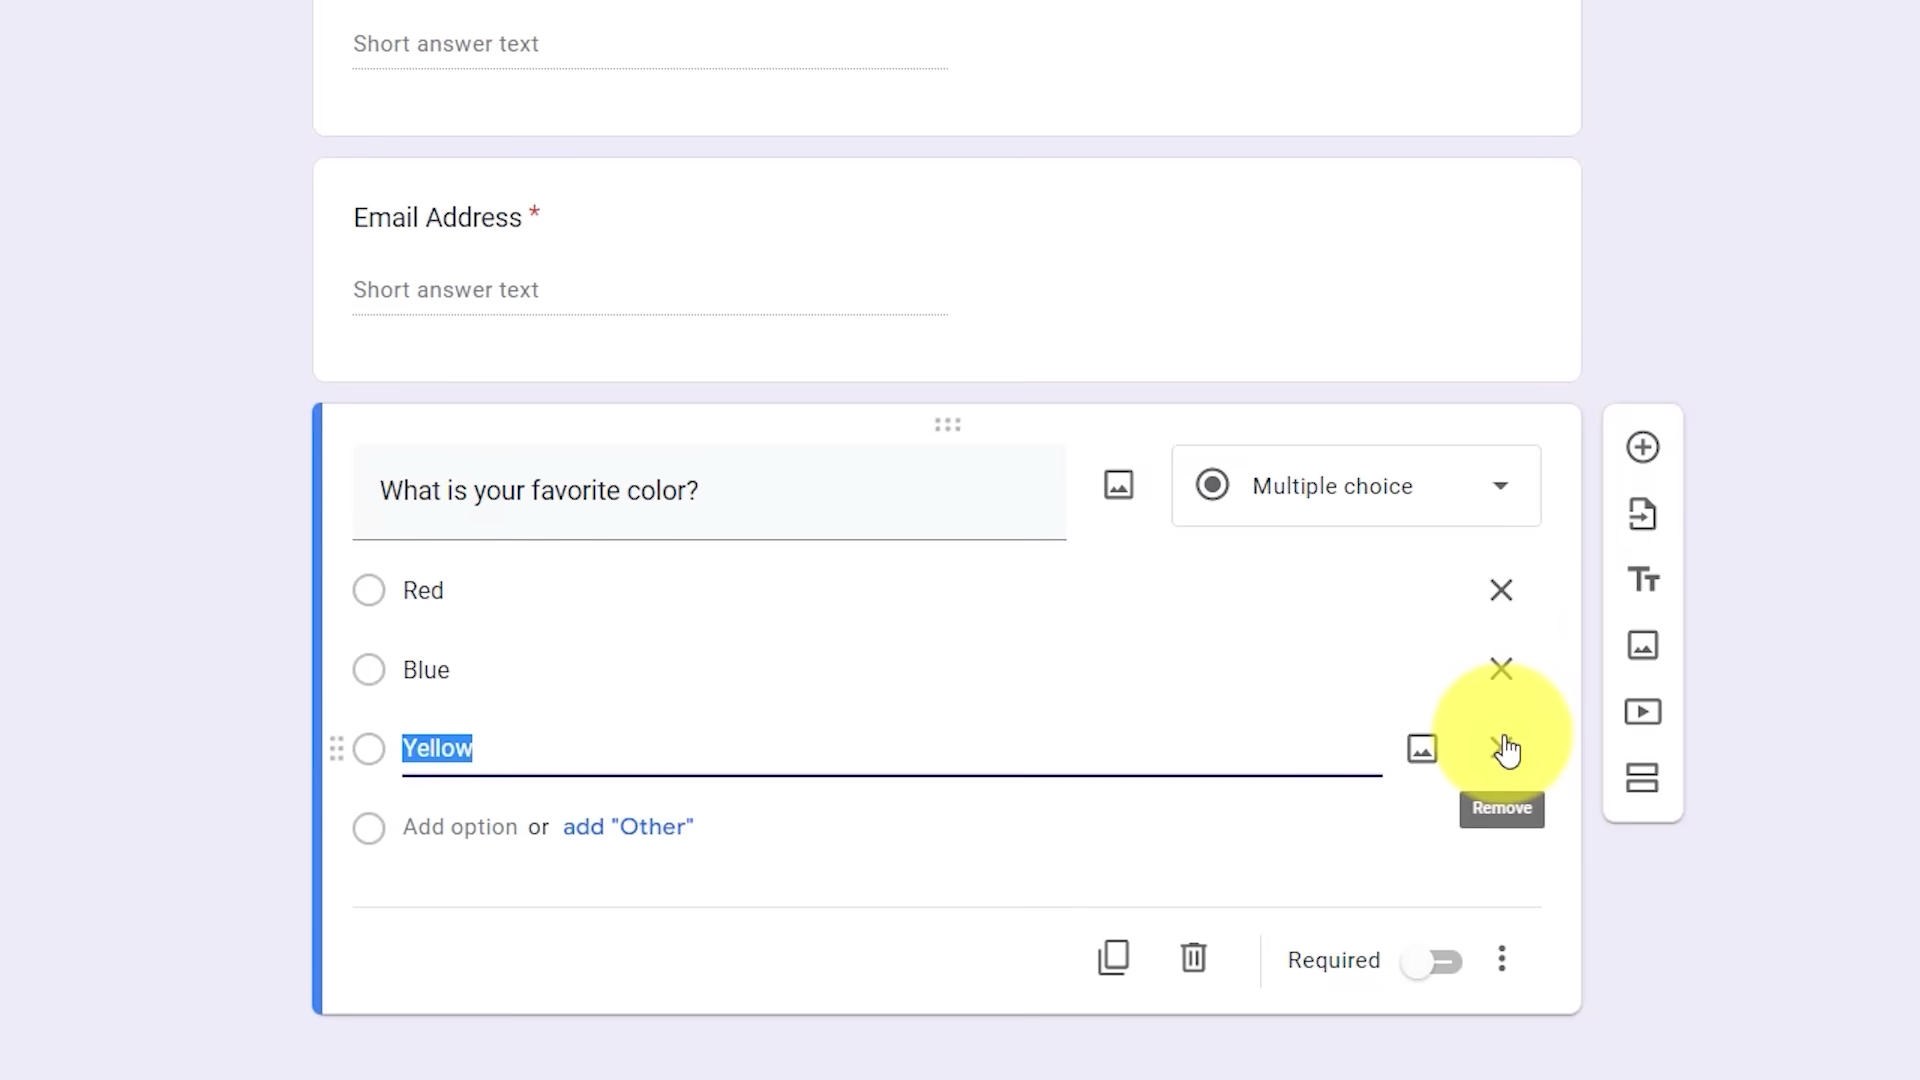 Short answer text
Email Address *
Short answer text
What is your favorite color?
Multiple choice
Red
Blue
Yellow
Remove
Add option or add "Other"
Required